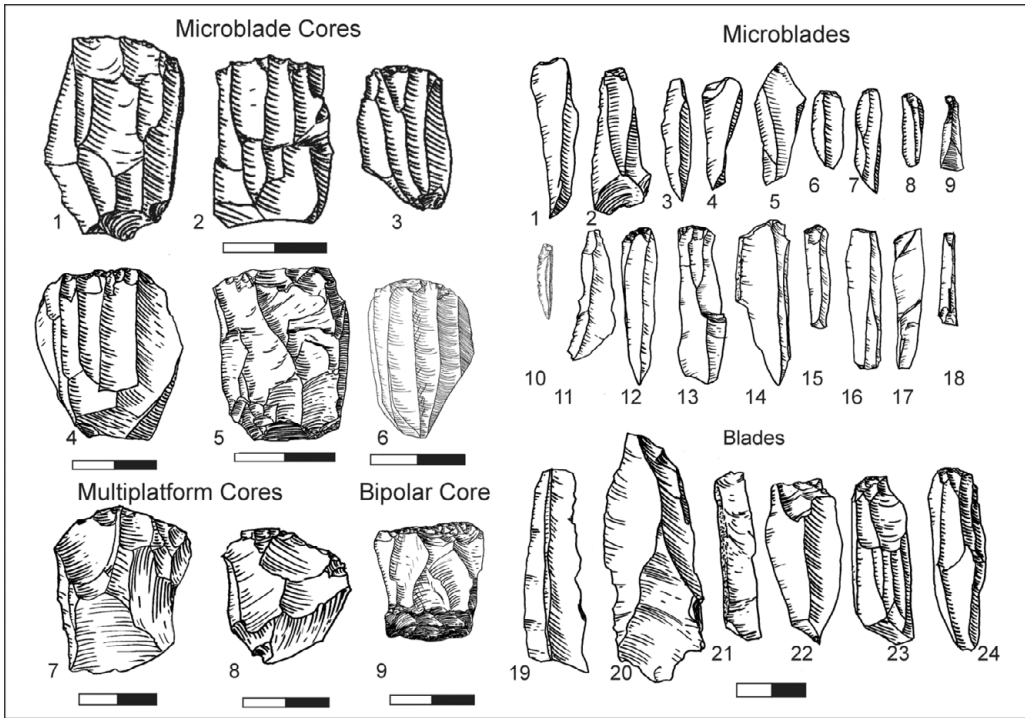 Microblade Cores
1 2 3
4 5 6
Multiplatform Cores
Bipolar Core
7 8 9
Microblades
1 2 3 4 5 6 7 8 9
10 11 12 13 14 15 16 17 18
Blades
19 20 21 22 23 24